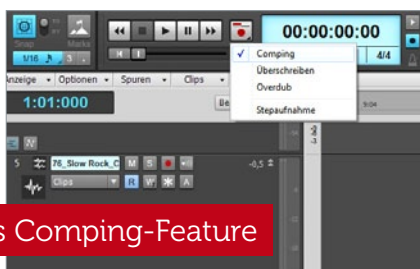 Snap
Marks
1/16
3
00:00:00:00
4/4
Comping
Überschreiben
Overdub
Stepaufnahme
Anzeige Optionen Spuren Clips
1:01:000
5 76_Slow Rock_C M S -0,5
Clips R W A
s Comping-Feature